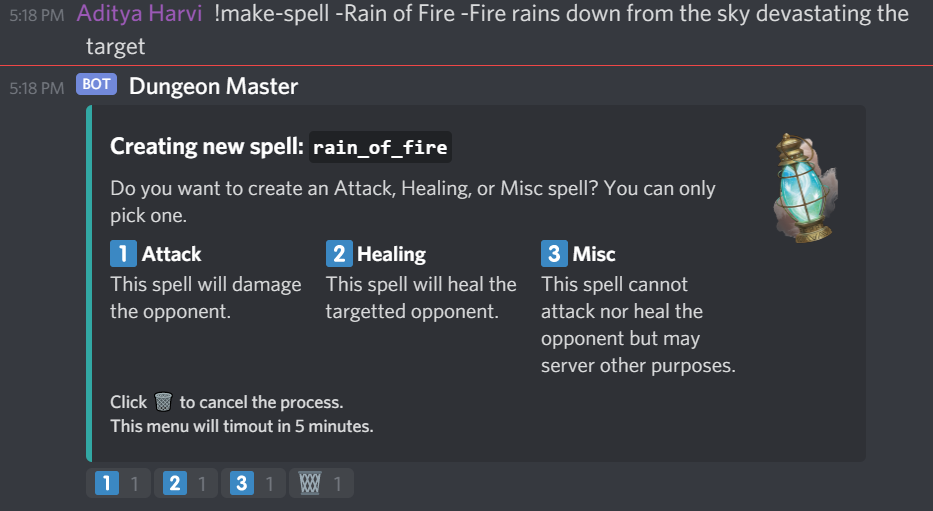 5:18 PM Aditya Harvi !make-spell -Rain of Fire -Fire rains down from the sky devastating the
target
5:18 PM BOT Dungeon Master
Creating new spell: rain_of_fire
Do you want to create an Attack, Healing, or Misc spell? You can only
pick one.
1 Attack
This spell will damage
the opponent.
2 Healing
This spell will heal the
targetted opponent.
3 Misc
This spell cannot
attack nor heal the
opponent but may
server other purposes.
Click 🗑 to cancel the process.
This menu will timout in 5 minutes.
1 1 2 1 3 1 🗑 1